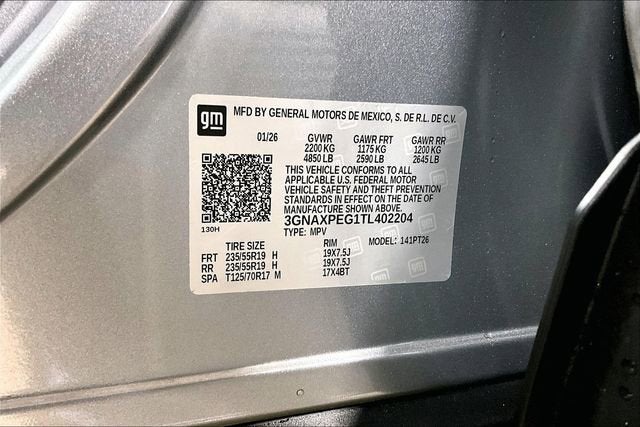 gm MFD BY GENERAL MOTORS DE MEXICO, S. DE R.L. DE C.V.
01/26 GVWR GAWR FRT GAWR RR
2200 KG 1175 KG 1200 KG
4850 LB 2590 LB 2645 LB
THIS VEHICLE CONFORMS TO ALL
APPLICABLE U.S. FEDERAL MOTOR
VEHICLE SAFETY AND THEFT PREVENTION
STANDARDS IN EFFECT ON THE DATE OF
MANUFACTURE SHOWN ABOVE.
3GNAXPEG1TL402204
130H
TYPE: MPV MODEL: 141PT26
TIRE SIZE RIM
FRT 235/55R19 H 19X7.5J
RR 235/55R19 H 19X7.5J
SPA T125/70R17 M 17X4BT